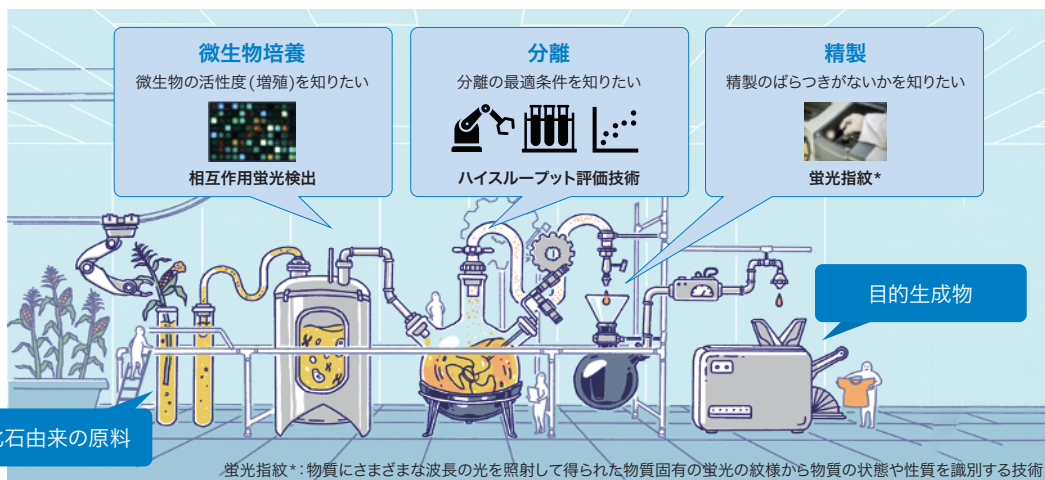 微生物培養
微生物の活性度(増殖)を知りたい
相互作用蛍光検出
分離
分離の最適条件を知りたい
ハイスループット評価技術
精製
精製のばらつきがないかを知りたい
蛍光指紋*
目的生成物
石由来の原料
蛍光指紋*：物質にさまざまな波長の光を照射して得られた物質固有の蛍光の紋様から物質の状態や性質を識別する技術